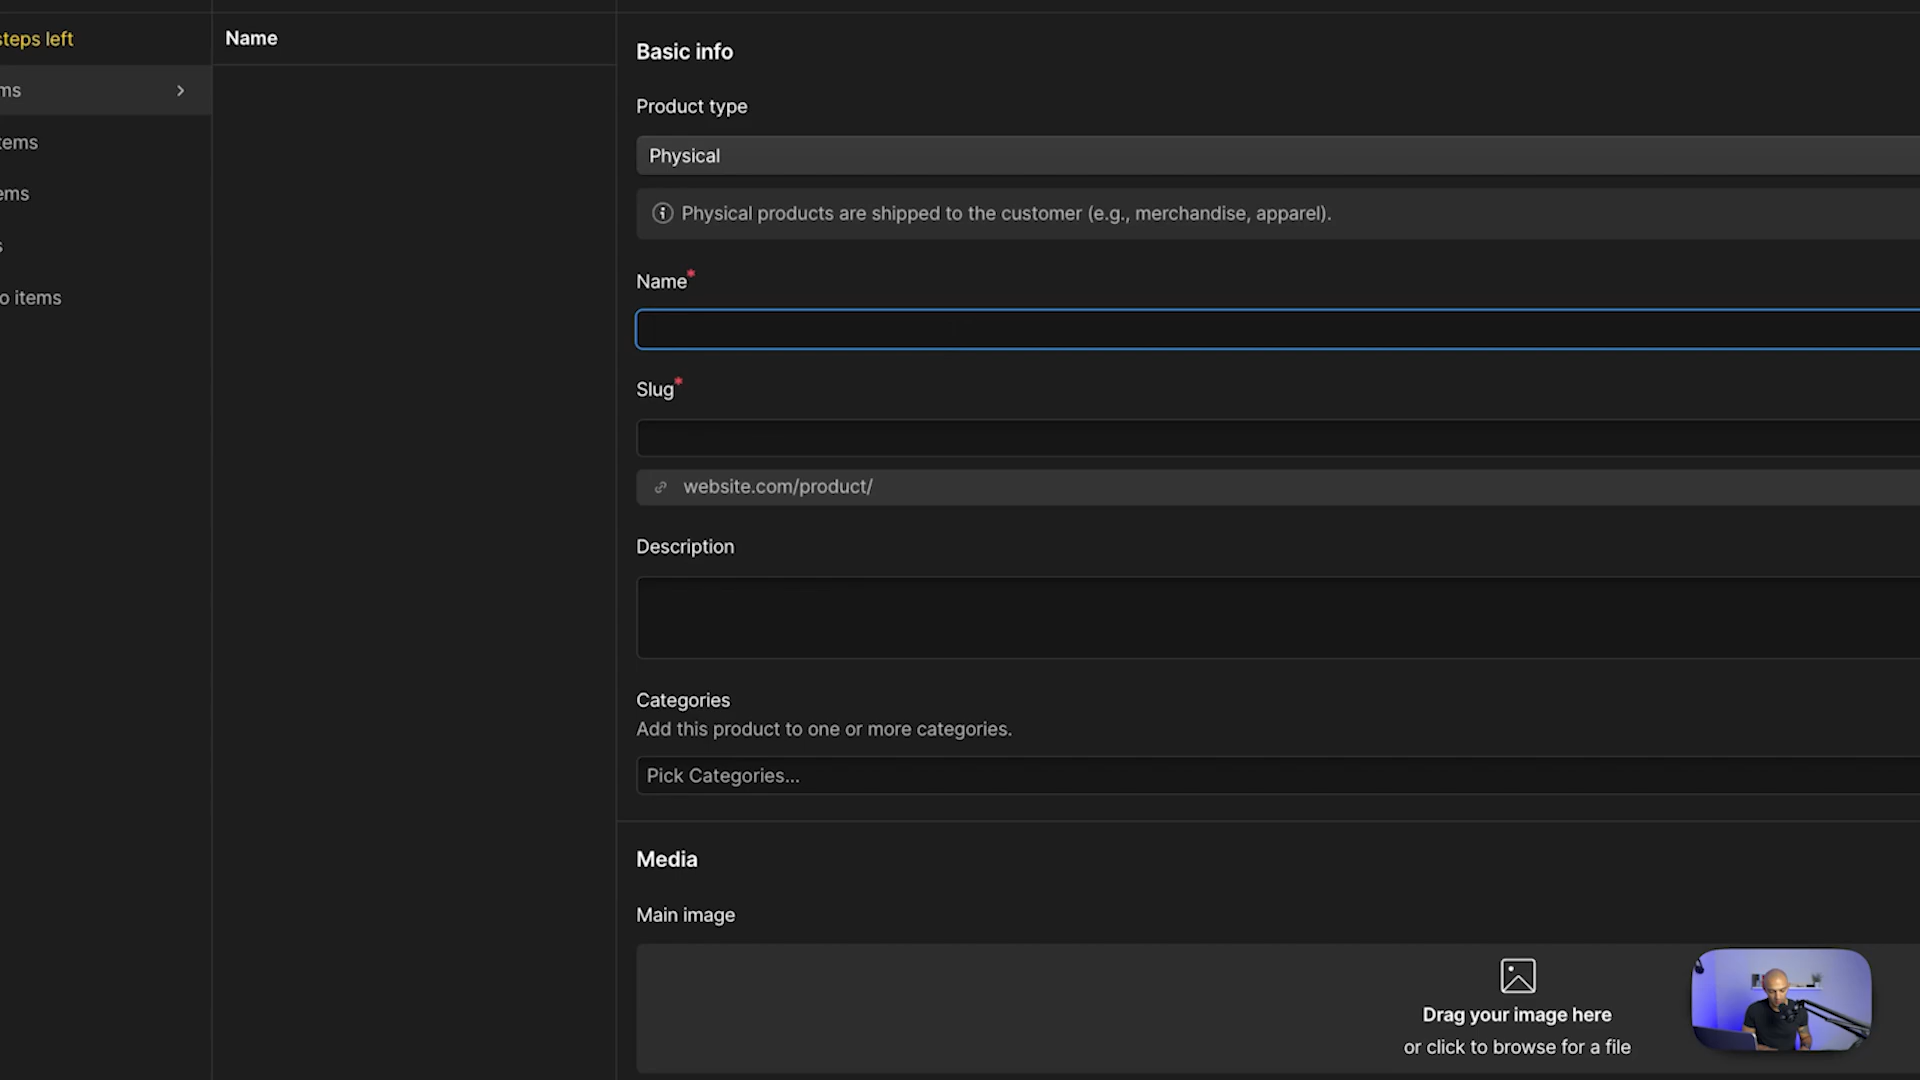 steps left
ms
tems
ems
s
o items
Name
Basic info
Product type
Physical
Physical products are shipped to the customer (e.g., merchandise, apparel).
Name*
Slug*
website.com/product/
Description
Categories
Add this product to one or more categories.
Pick Categories...
Media
Main image
Drag your image here
or click to browse for a file